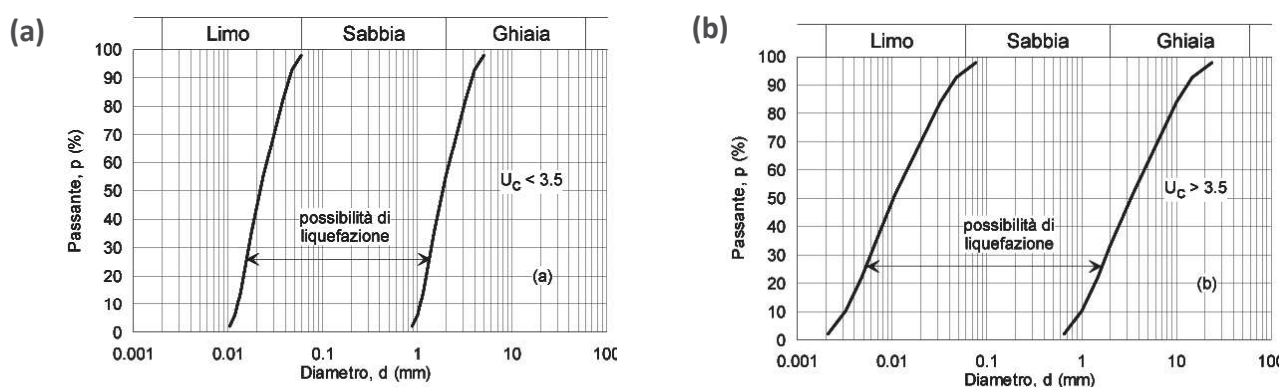 (a)
Limo Sabbia Ghiaia
100
90
80
70
60
50
40
30
20
10
0
Passante, p (%)
U_C < 3.5
possibilità di
liquefazione
(a)
0.001 0.01 0.1 1 10 100
Diametro, d (mm)
(b)
Limo Sabbia Ghiaia
100
90
80
70
60
50
40
30
20
10
0
Passante, p (%)
U_C > 3.5
possibilità di
liquefazione
(b)
0.001 0.01 0.1 1 10 100
Diametro, d (mm)